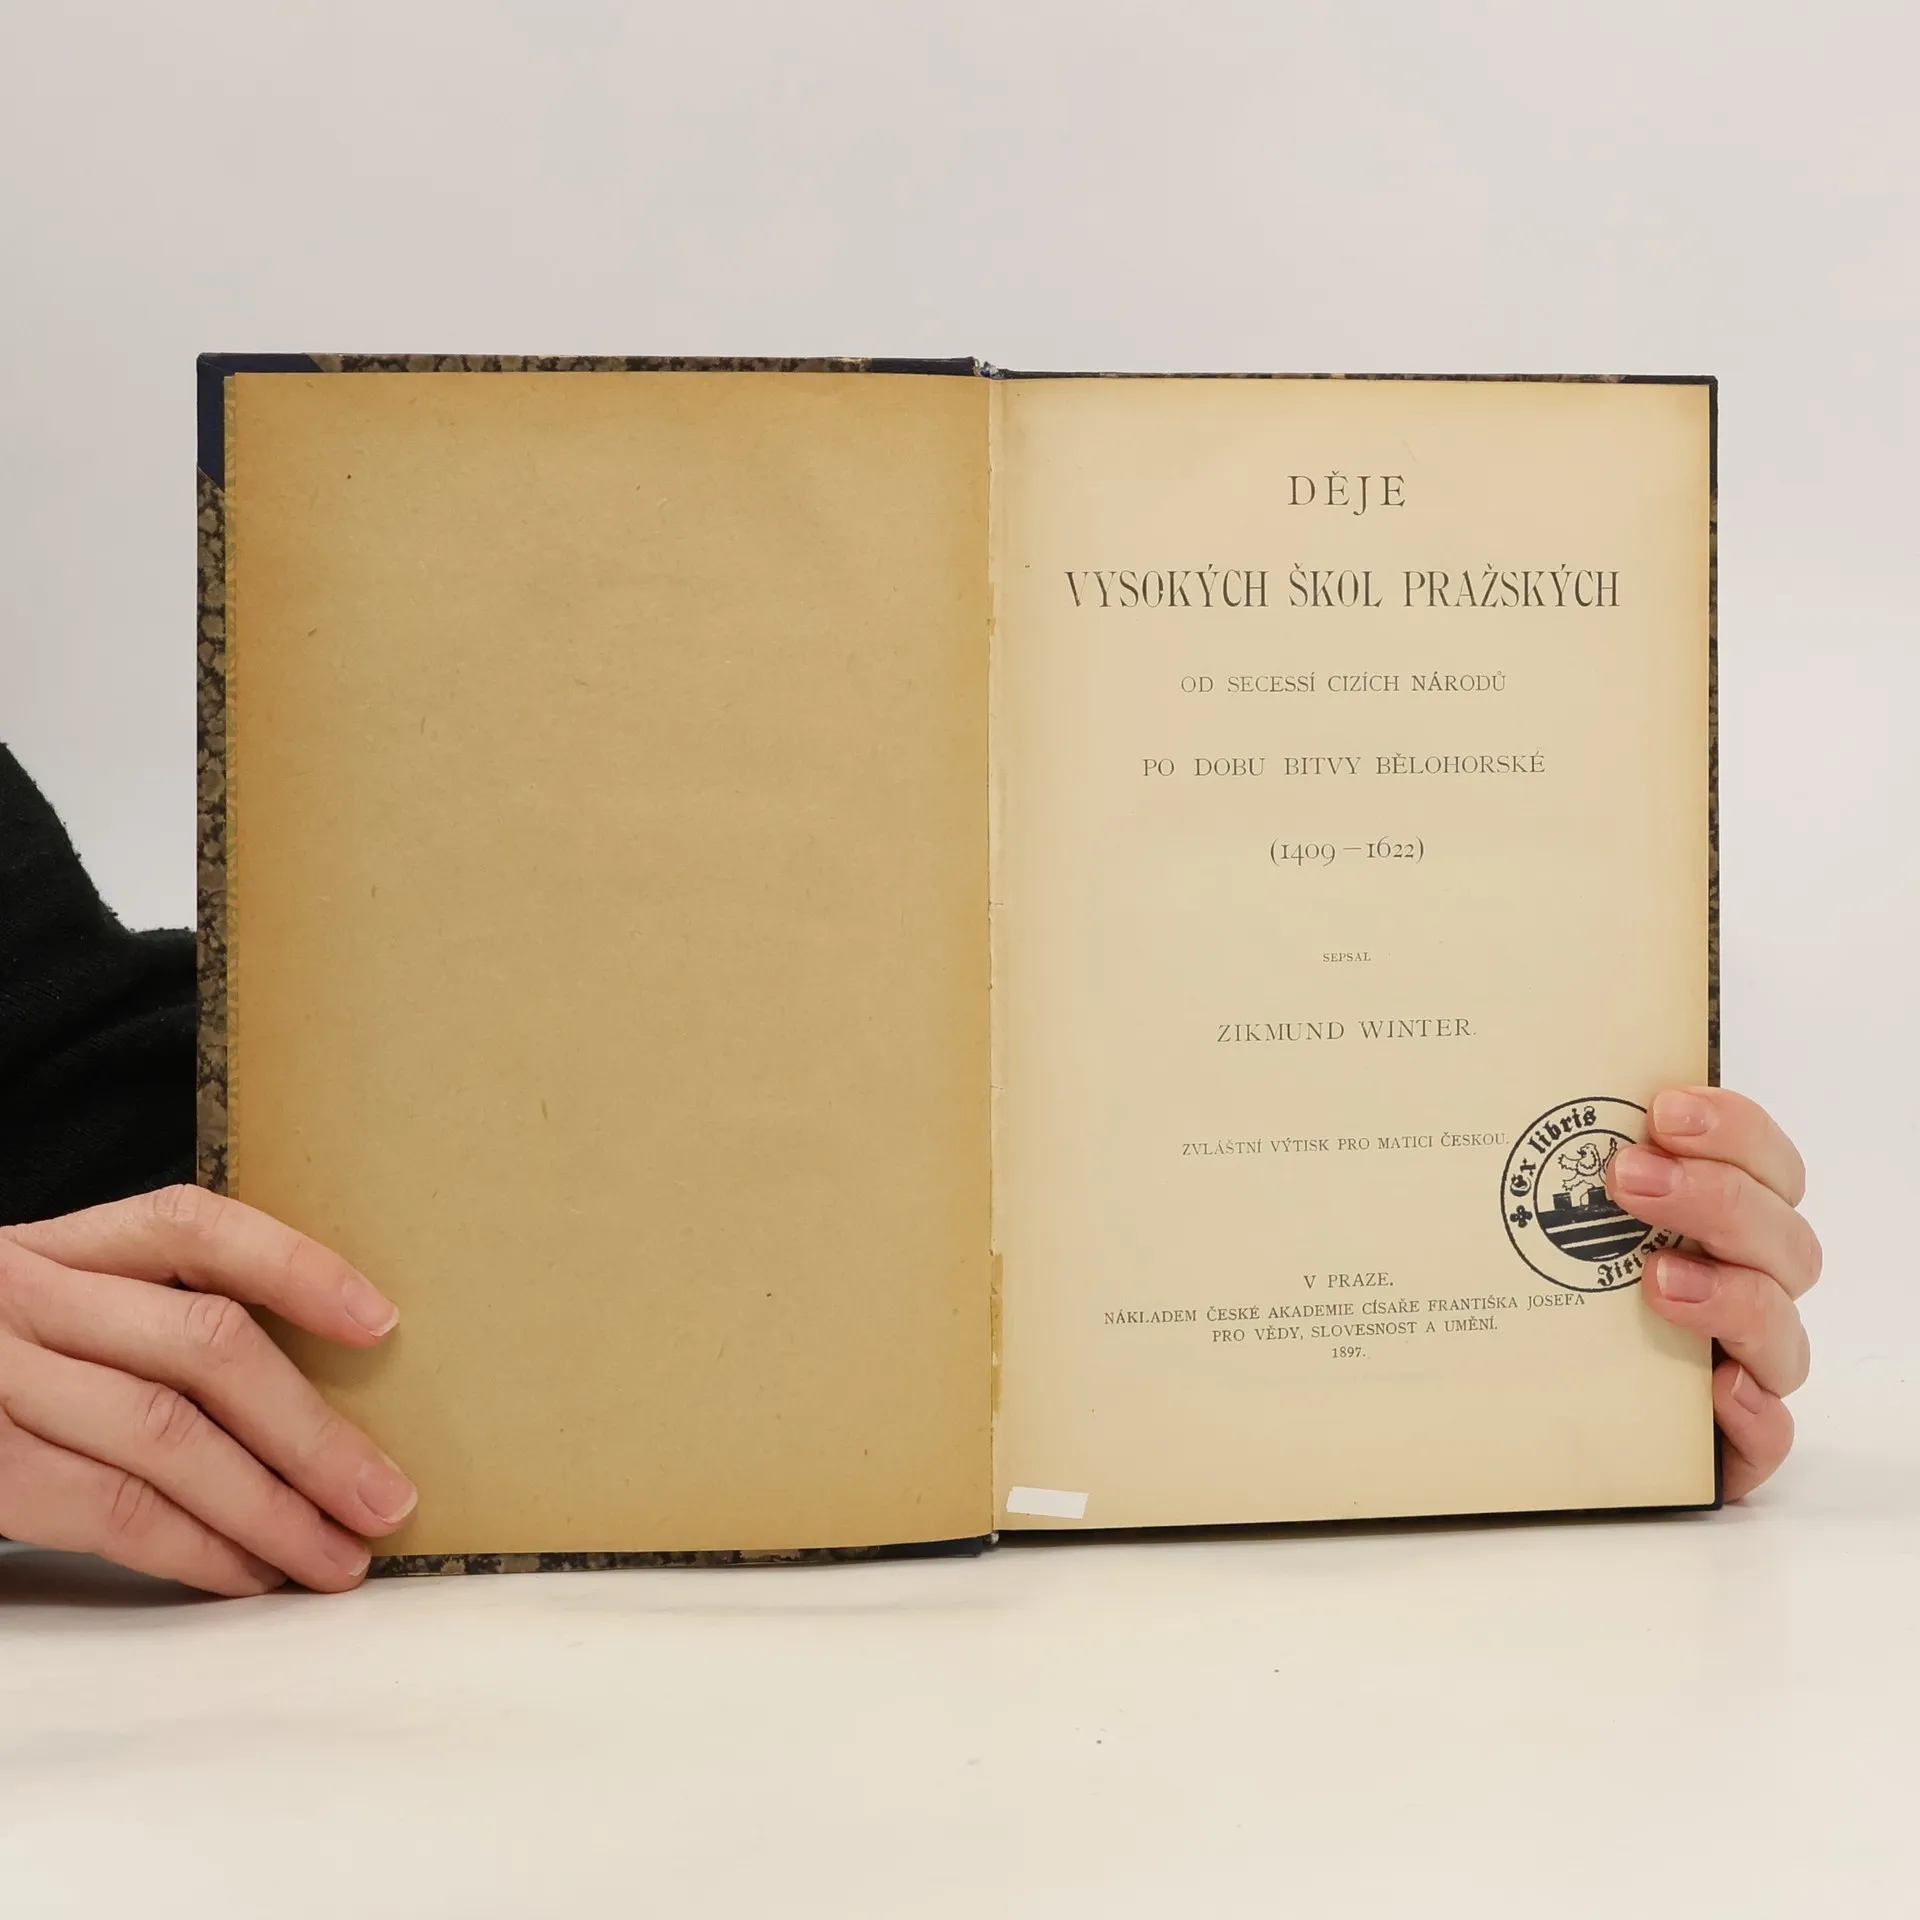 DĚJE
VYSOKÝCH ŠKOL PRAŽSKÝCH
OD SECESSÍ CIZÍCH NÁRODŮ
PO DOBU BITVY BĚLOHORSKÉ
(1409—1622)
SEPSAL
ZIKMUND WINTER.
ZVLÁŠTNÍ VÝTISK PRO MATICI ČESKOU.
Ex libris
Jiří
V PRAZE.
NÁKLADEM ČESKÉ AKADEMIE CÍSAŘE FRANTIŠKA JOSEFA
PRO VĚDY, SLOVESNOST A UMĚNÍ.
1897.